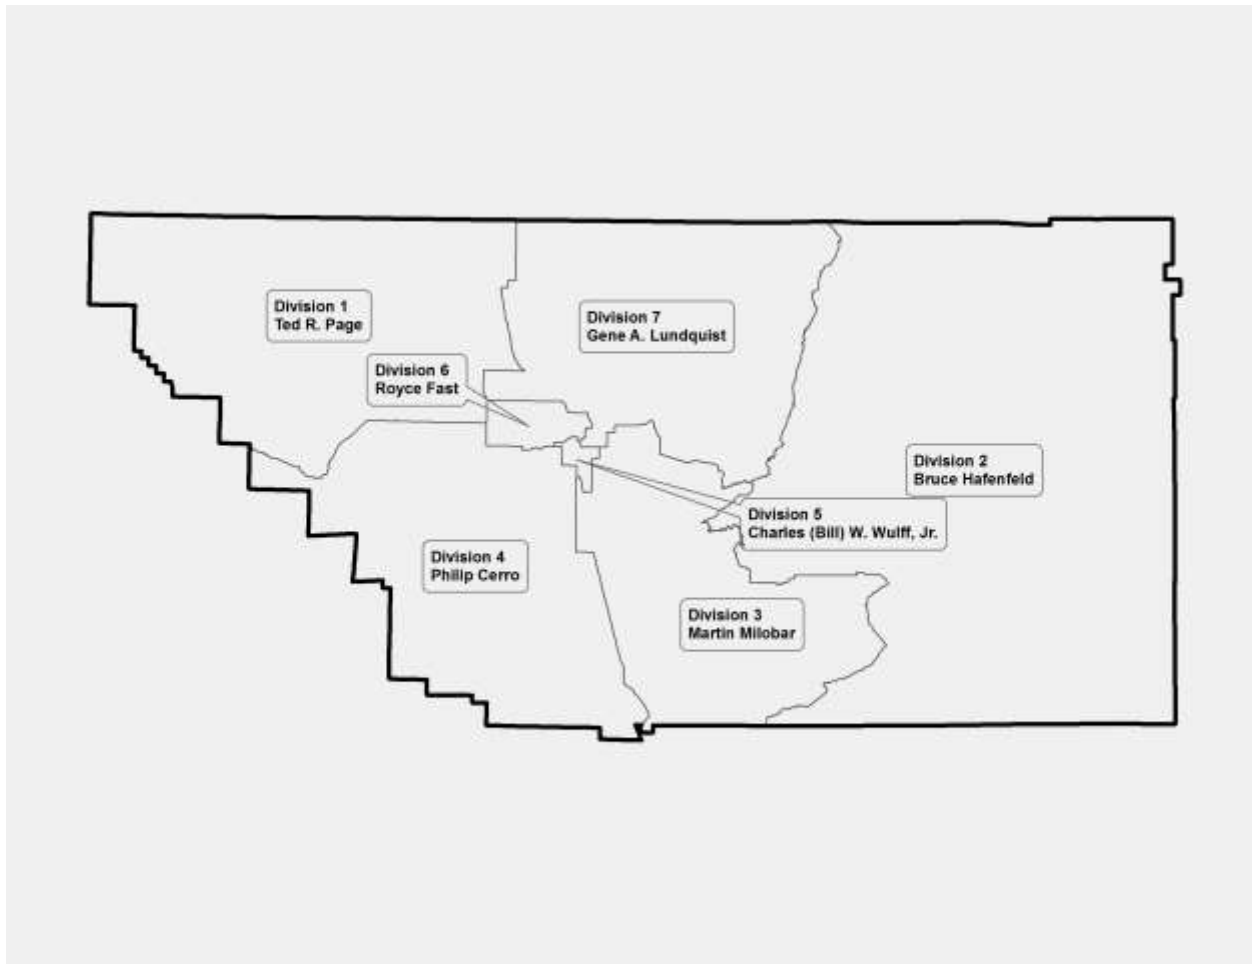 Division 1
Ted R. Page
Division 7
Gene A. Lundquist
Division 6
Royce Fast
Division 2
Bruce Hafenfeld
Division 5
Charles (Bill) W. Wulff, Jr.
Division 4
Philip Cerro
Division 3
Martin Milobar